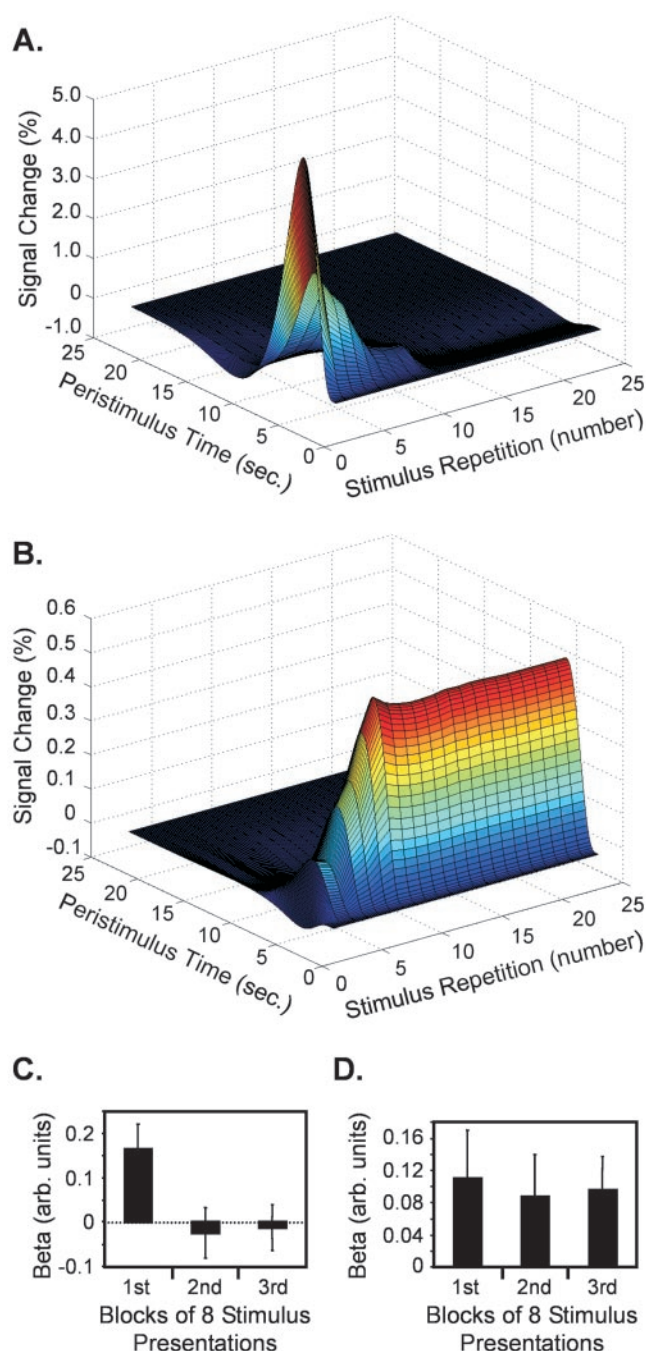 A.
Signal Change (%)
5.0
4.0
3.0
2.0
1.0
0
-1.0
25
20
15
10
5
0
Peristimulus Time (sec.)
0
5
10
15
20
25
Stimulus Repetition (number)
B.
Signal Change (%)
0.6
0.5
0.4
0.3
0.2
0.1
0
-0.1
25
20
15
10
5
0
Peristimulus Time (sec.)
0
5
10
15
20
25
Stimulus Repetition (number)
C.
Beta (arb. units)
0.2
0.1
0
-0.1
1st 2nd 3rd
Blocks of 8 Stimulus
Presentations
D.
Beta (arb. units)
0.16
0.12
0.08
0.04
0
1st 2nd 3rd
Blocks of 8 Stimulus
Presentations